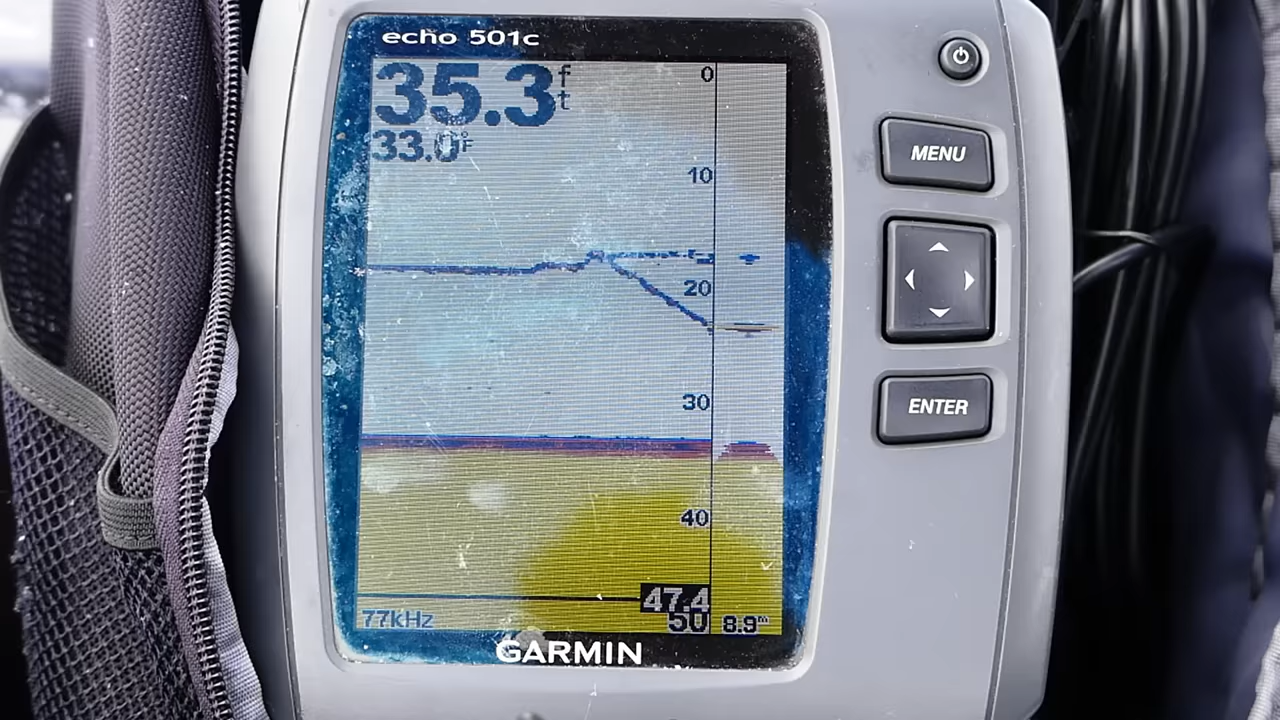 echo 501c
35.3 ft
33.0°F
0
10
20
30
40
47.4
50
77kHz
8.9m
GARMIN
MENU
ENTER